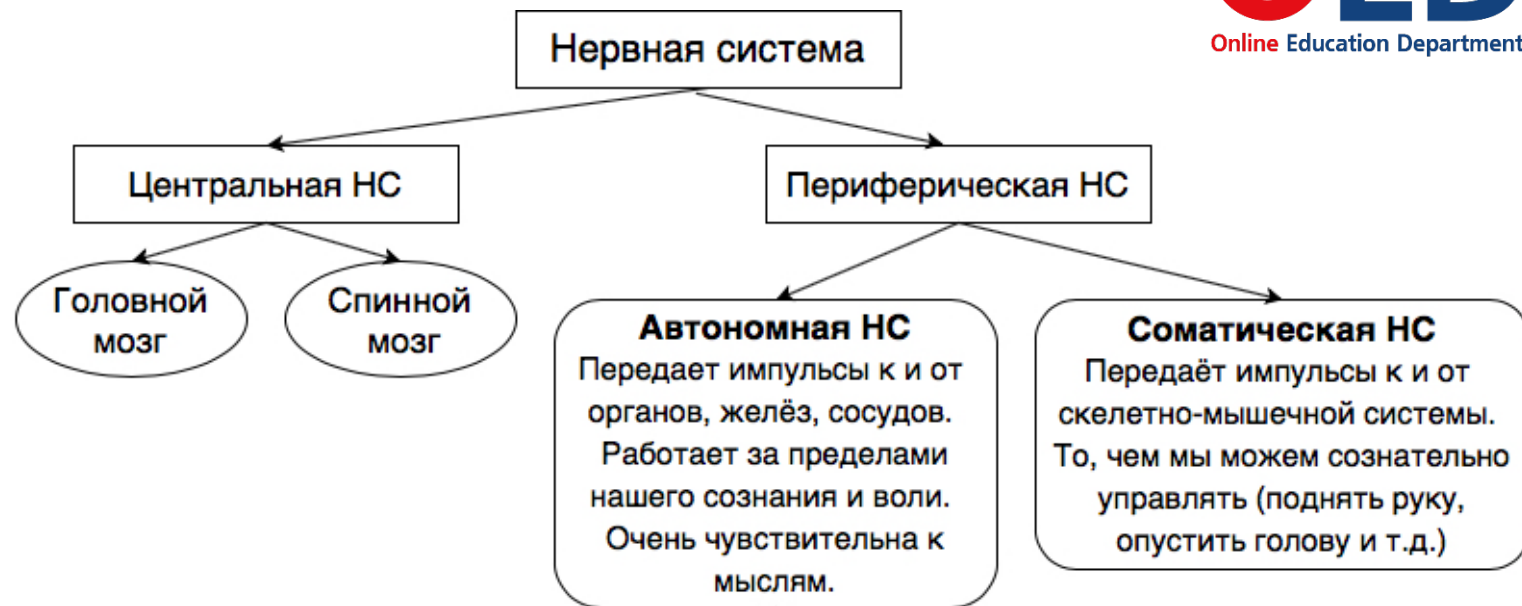 Нервная система
Online Education Department
Центральная НС
Периферическая НС
Головной
мозг
Спинной
мозг
Автономная НС
Передает импульсы к и от
органов, желёз, сосудов.
Работает за пределами
нашего сознания и воли.
Очень чувствительна к
мыслям.
Соматическая НС
Передаёт импульсы к и от
скелетно-мышечной системы.
То, чем мы можем сознательно
управлять (поднять руку,
опустить голову и т.д.)